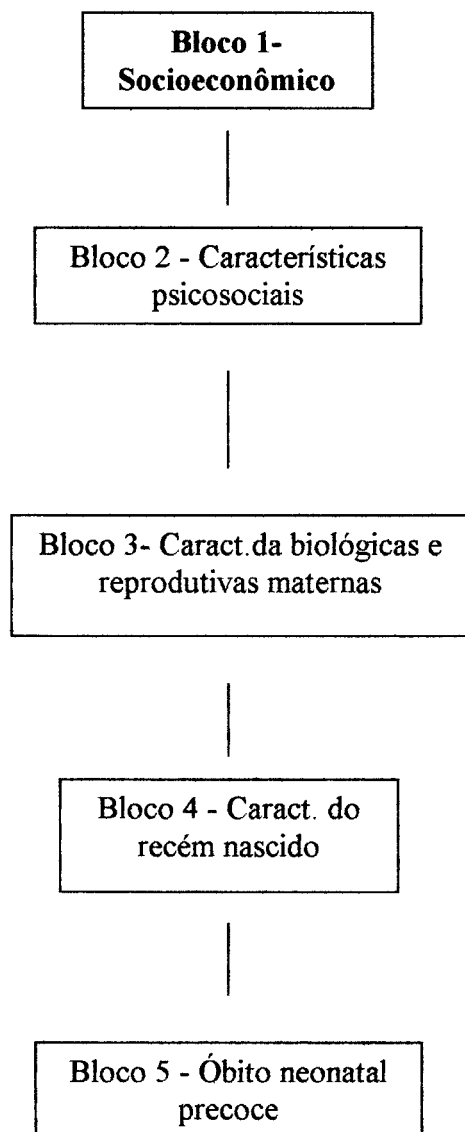 Bloco 1-
Socioeconômico
Bloco 2 - Características
psicosociais
Bloco 3- Caract.da biológicas e
reprodutivas maternas
Bloco 4 - Caract. do
recém nascido
Bloco 5 - Óbito neonatal
precoce